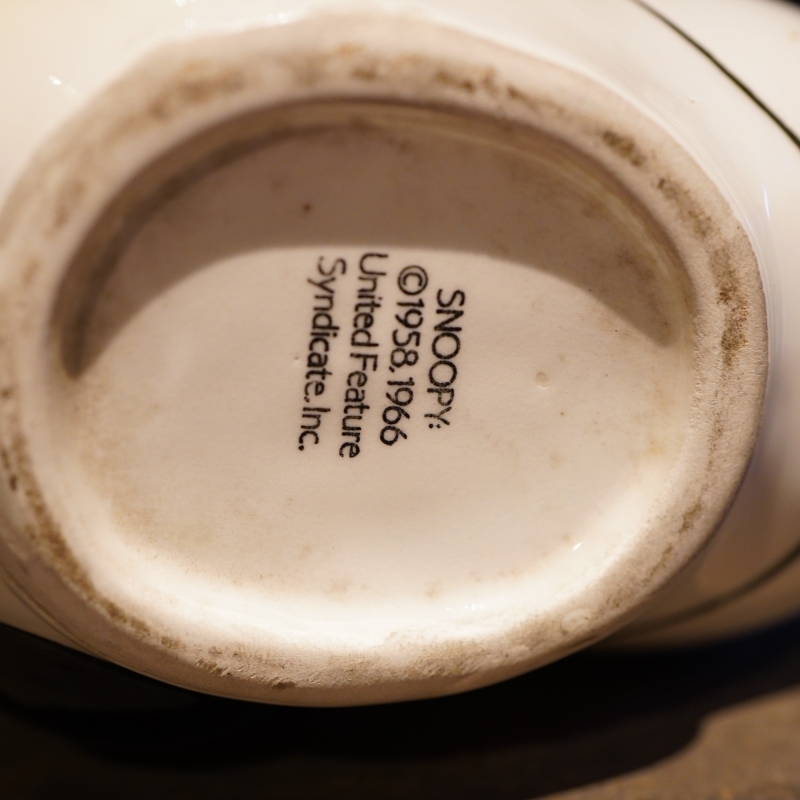 SNOOPY:
©1958,1966
United Feature
Syndicate, Inc.